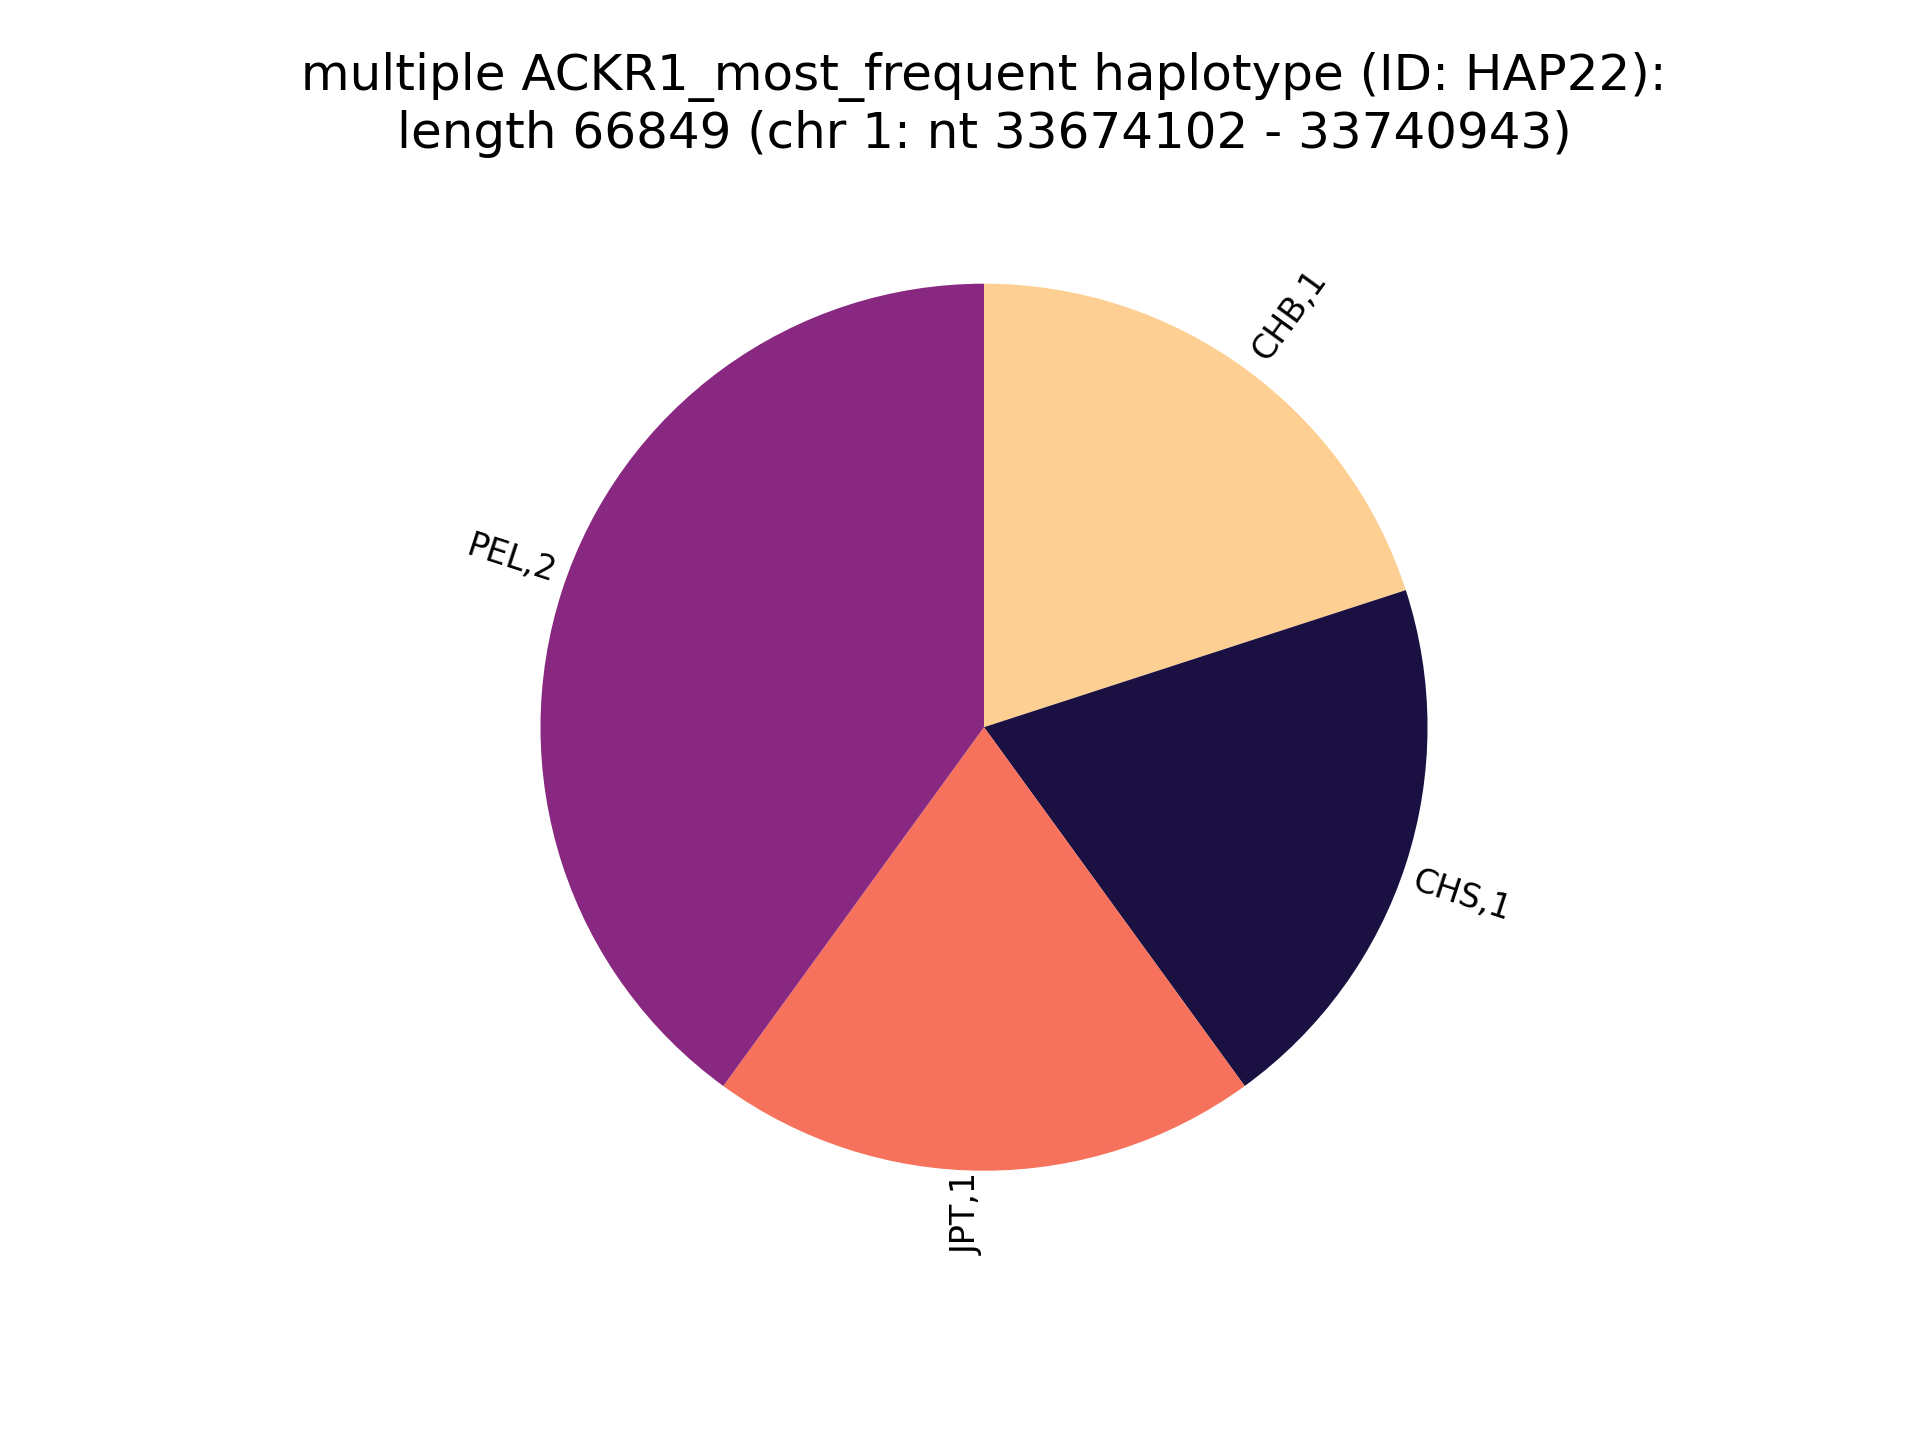 multiple ACKR1_most_frequent haplotype (ID: HAP22):
length 66849 (chr 1: nt 33674102 - 33740943)
CHB,1
PEL,2
CHS,1
JPT,1